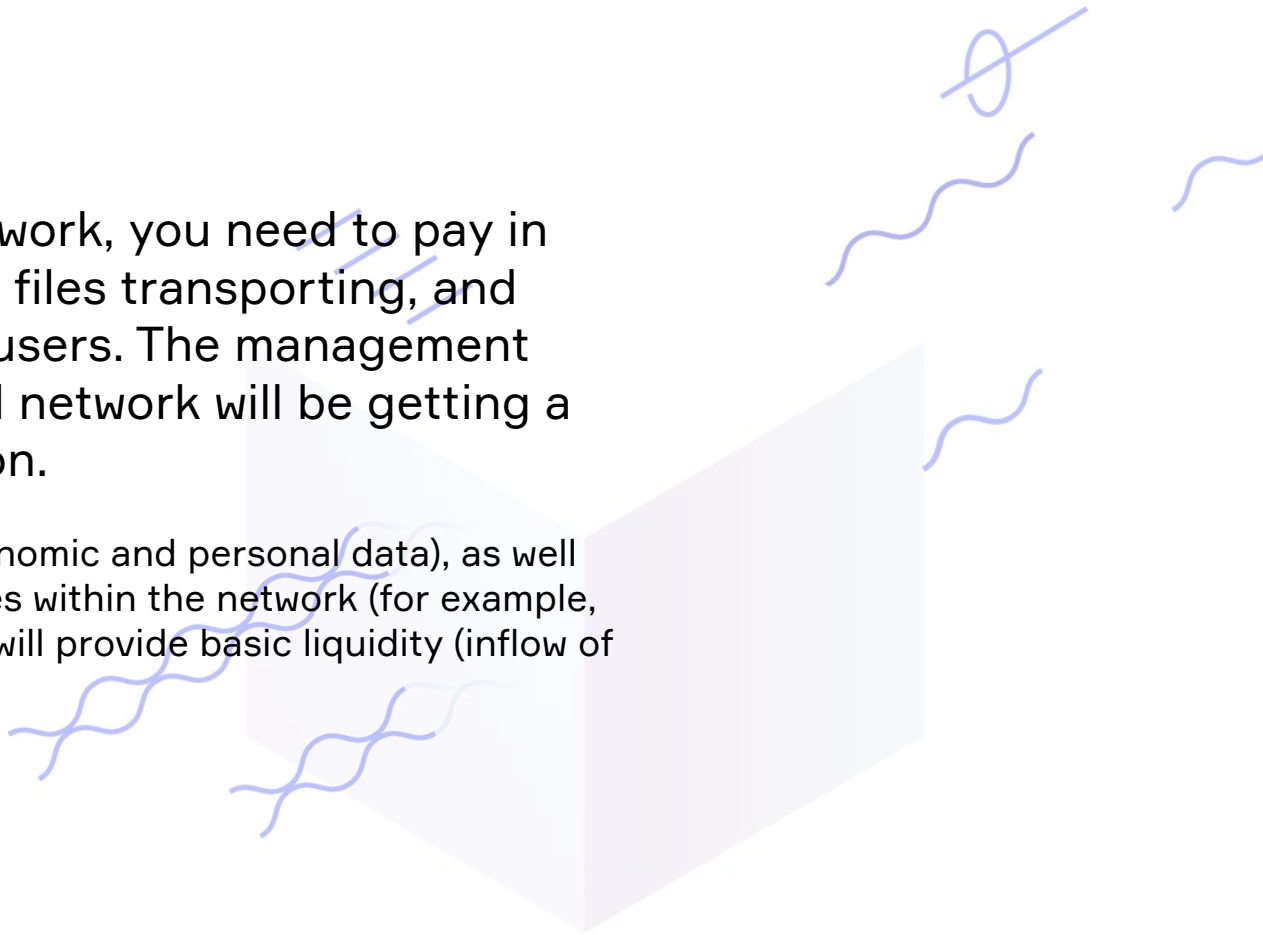 work, you need to pay in
files transporting, and
users. The management
network will be getting a
on.
nomic and personal data), as well
es within the network (for example,
will provide basic liquidity (inflow of